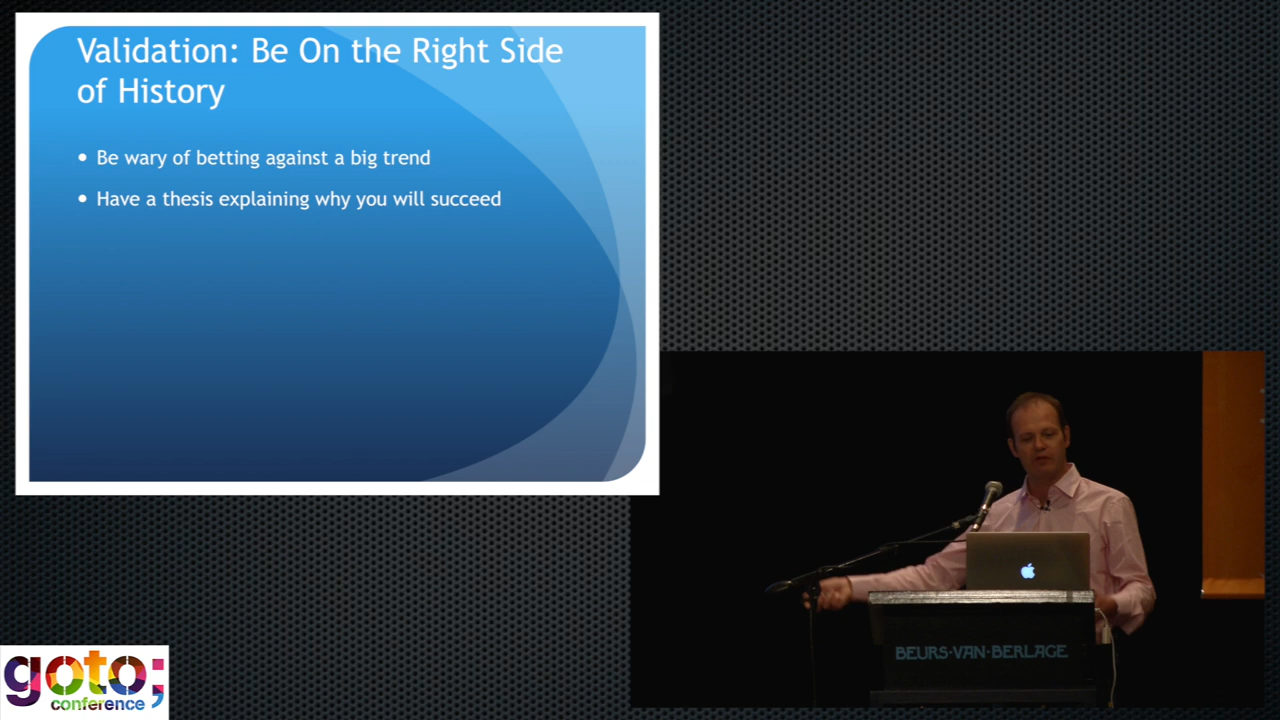 Validation: Be On the Right Side
of History
• Be wary of betting against a big trend
• Have a thesis explaining why you will succeed
BEURS·VAN·BERLAGE
goto;
conference